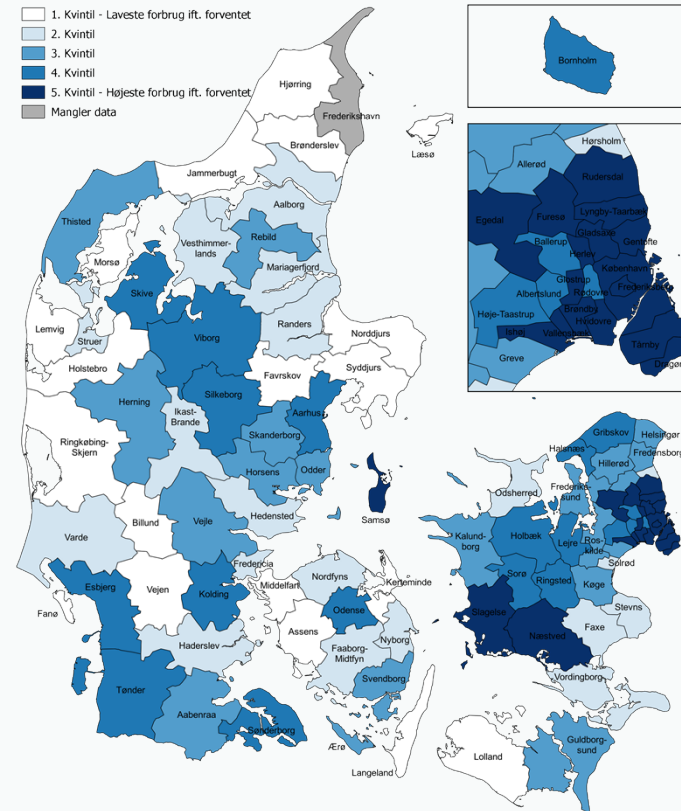 1. Kvintil - Laveste forbrug ift. forventet
2. Kvintil
3. Kvintil
4. Kvintil
5. Kvintil - Højeste forbrug ift. forventet
Mangler data
Hjørring
Frederikshavn
Brønderslev
Læsø
Jammerbugt
Aalborg
Thisted
Vesthimmer-
lands
Rebild
Morsø
Mariagerfjord
Skive
Lemvig
Struer
Viborg
Randers
Norddjurs
Holstebro
Favrskov
Syddjurs
Herning
Silkeborg
Ikast-
Brande
Aarhus
Skanderborg
Ringkøbing-
Skjern
Horsens
Odder
Samsø
Hedensted
Billund
Vejle
Varde
Fredericia
Esbjerg
Vejen
Kolding
Fanø
Middelfart
Nordfyns
Kerteminde
Odense
Assens
Nyborg
Haderslev
Faaborg-
Midtfyn
Svendborg
Tønder
Aabenraa
Sønderborg
Ærø
Langeland
Bornholm
Hørsholm
Allerød
Rudersdal
Egedal
Furesø
Lyngby-Taarbæk
Gladsaxe
Ballerup
Gentofte
Herlev
København
Glostrup
Albertslund
Rødovre
Frederiksberg
Høje-Taastrup
Brøndby
Hvidovre
Ishøj
Vallensbæk
Tårnby
Greve
Dragør
Gribskov
Helsingør
Halsnæs
Fredensborg
Hillerød
Odsherred
Frederiks-
sund
Kalund-
borg
Holbæk
Lejre
Ros-
kilde
Solrød
Sorø
Ringsted
Køge
Slagelse
Stevns
Næstved
Faxe
Vordingborg
Lolland
Guldborg-
sund